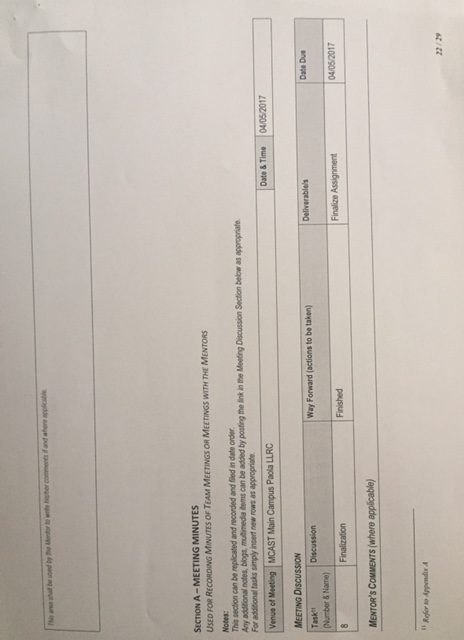 This area shall be used by the Mentor to write his/her comments if and where applicable.
SECTION A – MEETING MINUTES
USED FOR RECORDING MINUTES OF TEAM MEETINGS OR MEETINGS WITH THE MENTORS
Notes:
This section can be replicated and recorded and filed in date order.
Any additional notes, blogs, multimedia items can be added by posting the link in the Meeting Discussion Section below as appropriate.
For additional tasks simply insert new rows as appropriate.
Venue of Meeting MCAST Main Campus Paola LLRC Date & Time 04/05/2017
MEETING DISCUSSION
Task¹¹ Discussion Way Forward (actions to be taken) Deliverable/s Date Due
(Number & Name)
8 Finalization Finished Finalize Assignment 04/05/2017
MENTOR'S COMMENTS (where applicable)
¹¹ Refer to Appendix A
22 / 29